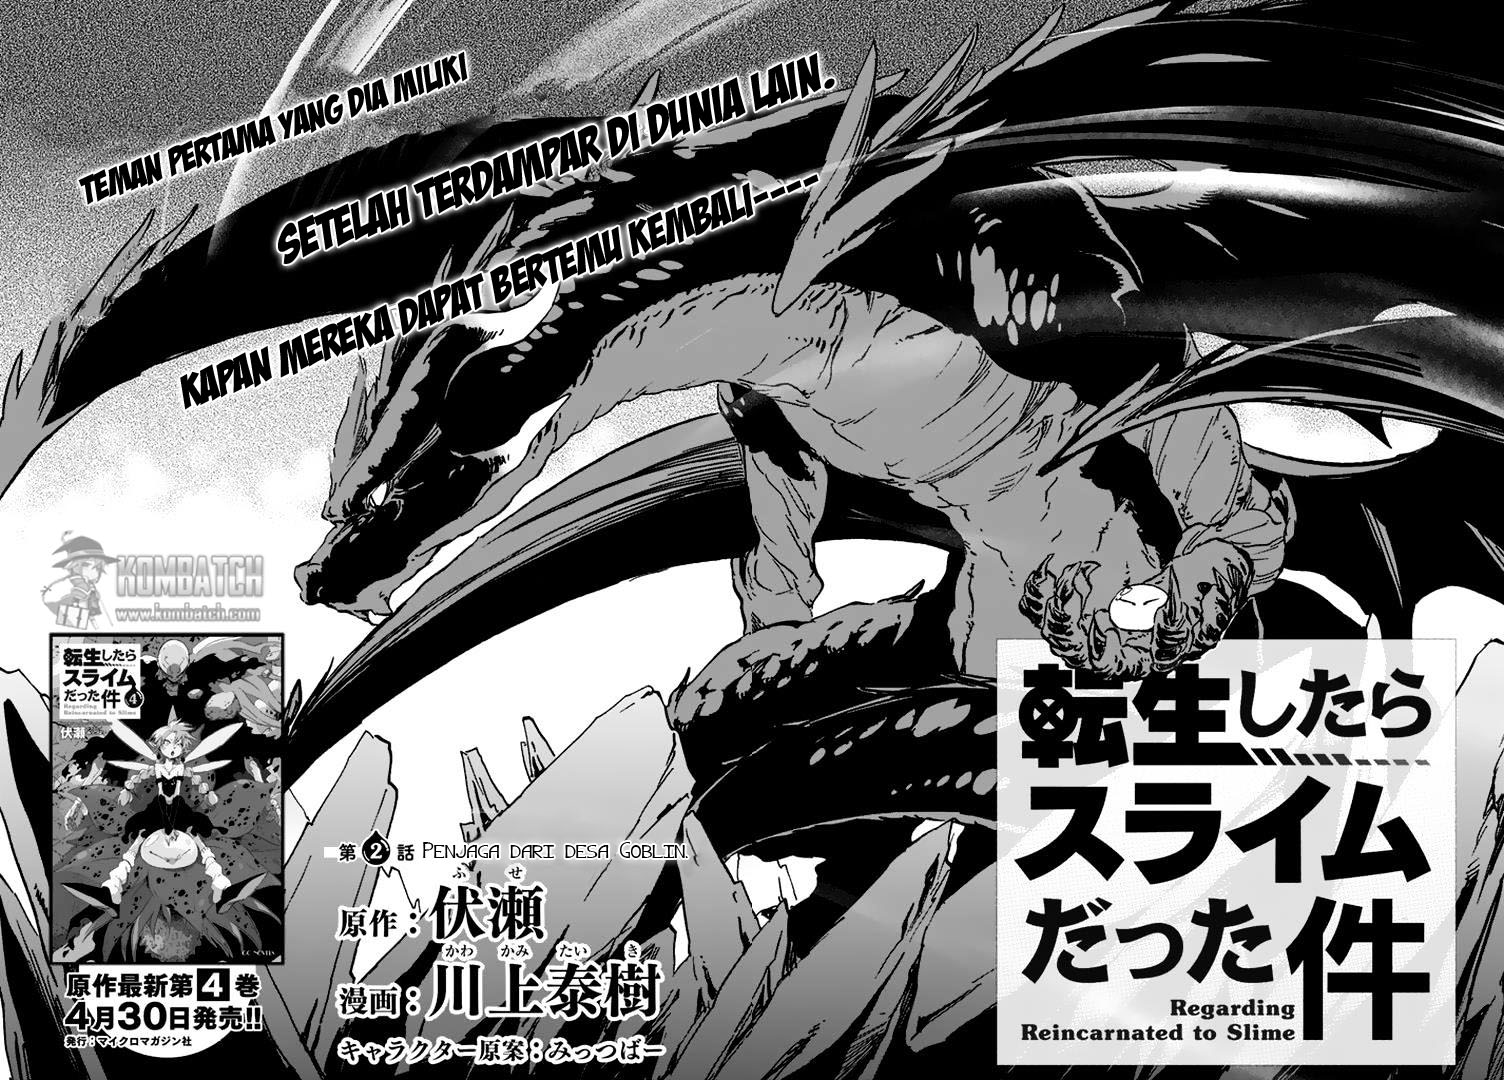 TEMAN PERTAMA YANG DIA MILIKI
SETELAH TERDAMPAR DI DUNIA LAIN.
KAPAN MEREKA DAPAT BERTEMU KEMBALI----
KOMBATCH
www.kombatch.com
転生したら
スライム
だった件 4
Regarding
Reincarnated to Slime
伏瀬
GC NOVELS
原作最新第4巻
4月30日発売!!
発行:マイクロマガジン社
第2話 PENJAGA DARI DESA GOBLIN.
ふせ
原作:伏瀬
かわかみたいき
漫画:川上泰樹
キャラクター原案:みっつばー
転生したら
スライム
だった件
Regarding
Reincarnated to Slime